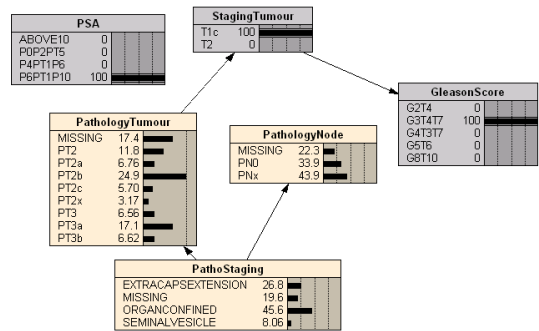 PSA
ABOVE10 0
P0P2PT5 0
P4PT1P6 0
P6PT1P10 100
StagingTumour
T1c 100
T2 0
GleasonScore
G2T4 0
G3T4T7 100
G4T3T7 0
G5T6 0
G8T10 0
PathologyTumour
MISSING 17.4
PT2 11.8
PT2a 6.76
PT2b 24.9
PT2c 5.70
PT2x 3.17
PT3 6.56
PT3a 17.1
PT3b 6.62
PathologyNode
MISSING 22.3
PN0 33.9
PNx 43.9
PathoStaging
EXTRACAPSEXTENSION 26.8
MISSING 19.6
ORGANCONFINED 45.6
SEMINALVESICLE 8.06